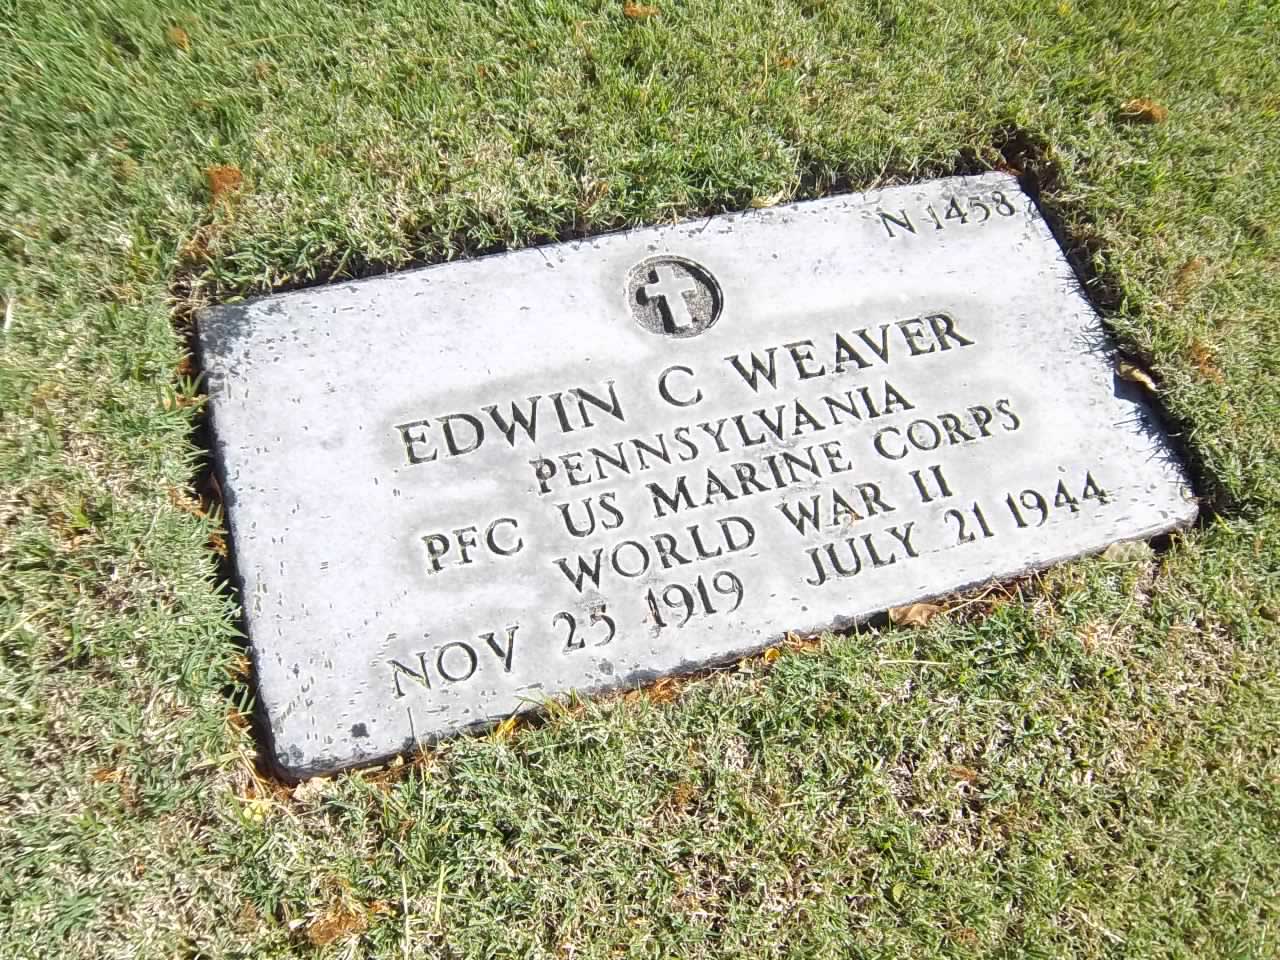 N 1458
EDWIN C WEAVER
PENNSYLVANIA
PFC US MARINE CORPS
WORLD WAR II
NOV 25 1919 JULY 21 1944